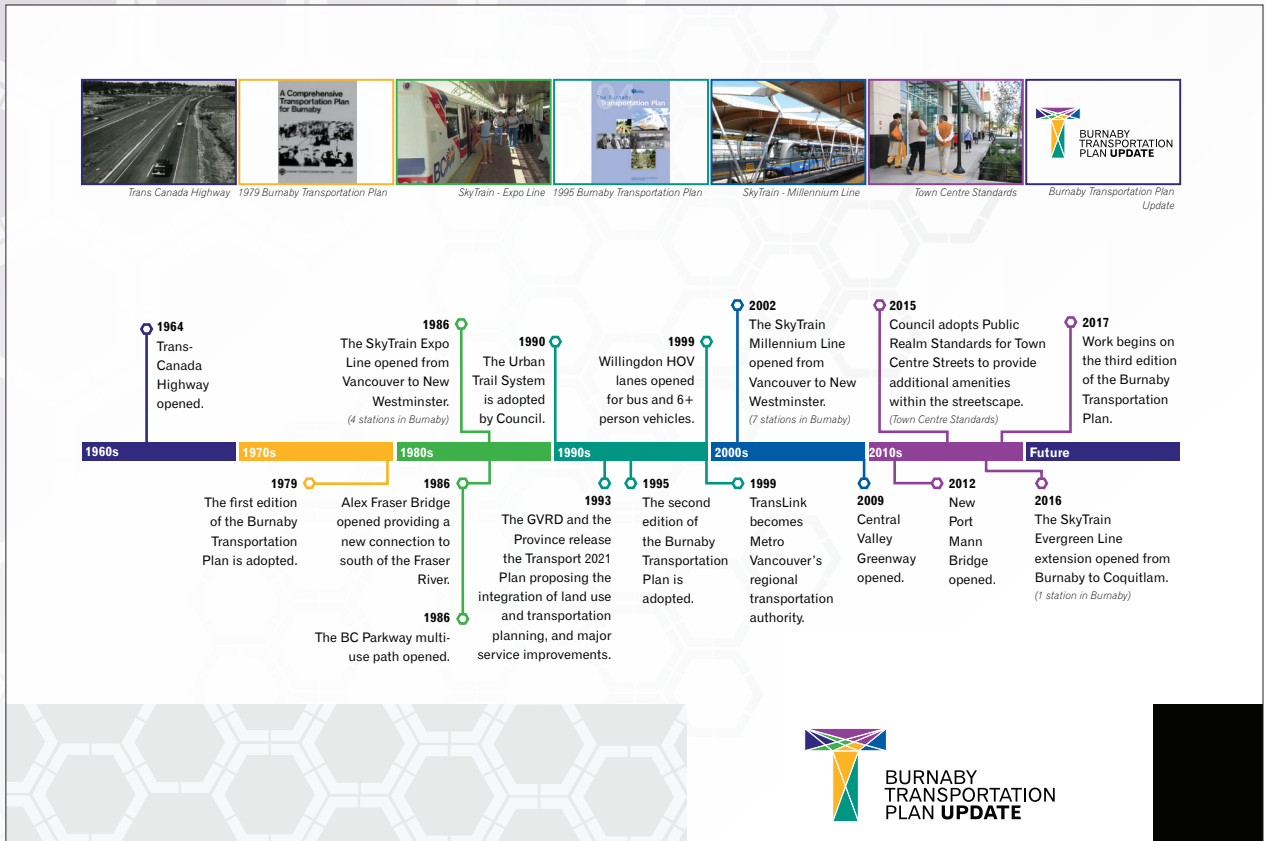 A Comprehensive
Transportation Plan
for Burnaby
The Burnaby
Transportation Plan
BURNABY
TRANSPORTATION
PLAN UPDATE
Trans Canada Highway
1979 Burnaby Transportation Plan
SkyTrain - Expo Line
1995 Burnaby Transportation Plan
SkyTrain - Millennium Line
Town Centre Standards
Burnaby Transportation Plan
Update
1964
Trans-
Canada
Highway
opened.
1986
The SkyTrain Expo
Line opened from
Vancouver to New
Westminster.
(4 stations in Burnaby)
1990
The Urban
Trail System
is adopted
by Council.
1999
Willingdon HOV
lanes opened
for bus and 6+
person vehicles.
2002
The SkyTrain
Millennium Line
opened from
Vancouver to New
Westminster.
(7 stations in Burnaby)
2015
Council adopts Public
Realm Standards for Town
Centre Streets to provide
additional amenities
within the streetscape.
(Town Centre Standards)
2017
Work begins on
the third edition
of the Burnaby
Transportation
Plan.
1960s
1970s
1980s
1990s
2000s
2010s
Future
1979
The first edition
of the Burnaby
Transportation
Plan is adopted.
1986
Alex Fraser Bridge
opened providing a
new connection to
south of the Fraser
River.
1986
The BC Parkway multi-
use path opened.
1993
The GVRD and the
Province release
the Transport 2021
Plan proposing the
integration of land use
and transportation
planning, and major
service improvements.
1995
The second
edition of
the Burnaby
Transportation
Plan is
adopted.
1999
TransLink
becomes
Metro
Vancouver's
regional
transportation
authority.
2009
Central
Valley
Greenway
opened.
2012
New
Port
Mann
Bridge
opened.
2016
The SkyTrain
Evergreen Line
extension opened from
Burnaby to Coquitlam.
(1 station in Burnaby)
BURNABY
TRANSPORTATION
PLAN UPDATE